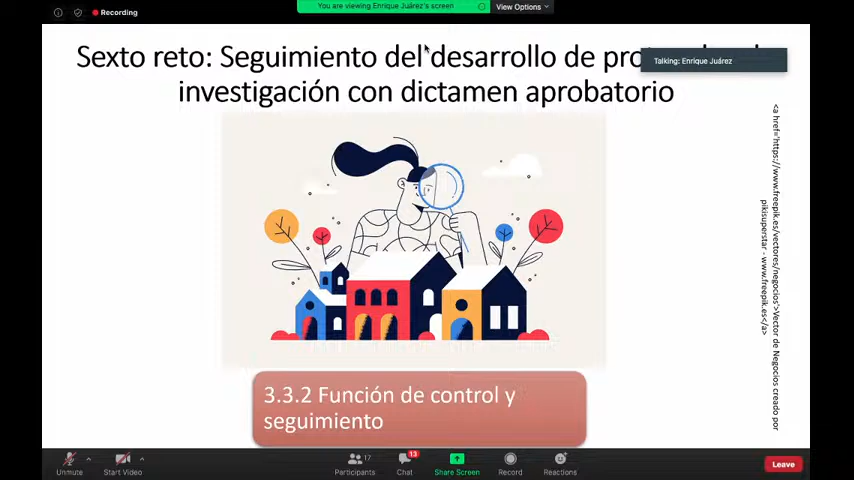 Recording
You are viewing Enrique Juárez's screen
View Options
Sexto reto: Seguimiento del desarrollo de
investigación con dictamen aprobatorio
Talking: Enrique Juárez
<a href='https://www.freepik.es/vectores/negocios'>Vector de Negocios creado por
pikisuperstar - www.freepik.es</a>
3.3.2 Función de control y
seguimiento
Unmute
Start Video
Participants
17
Chat
13
Share Screen
Record
Reactions
Leave